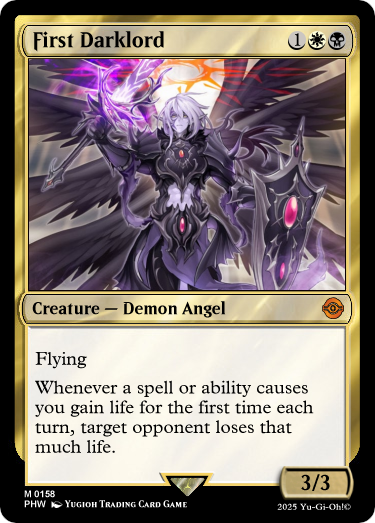 First Darklord 1
Creature — Demon Angel
Flying
Whenever a spell or ability causes
you gain life for the first time each
turn, target opponent loses that
much life.
3/3
M 0158
PHW Yugioh Trading Card Game
2025 Yu-Gi-Oh!©